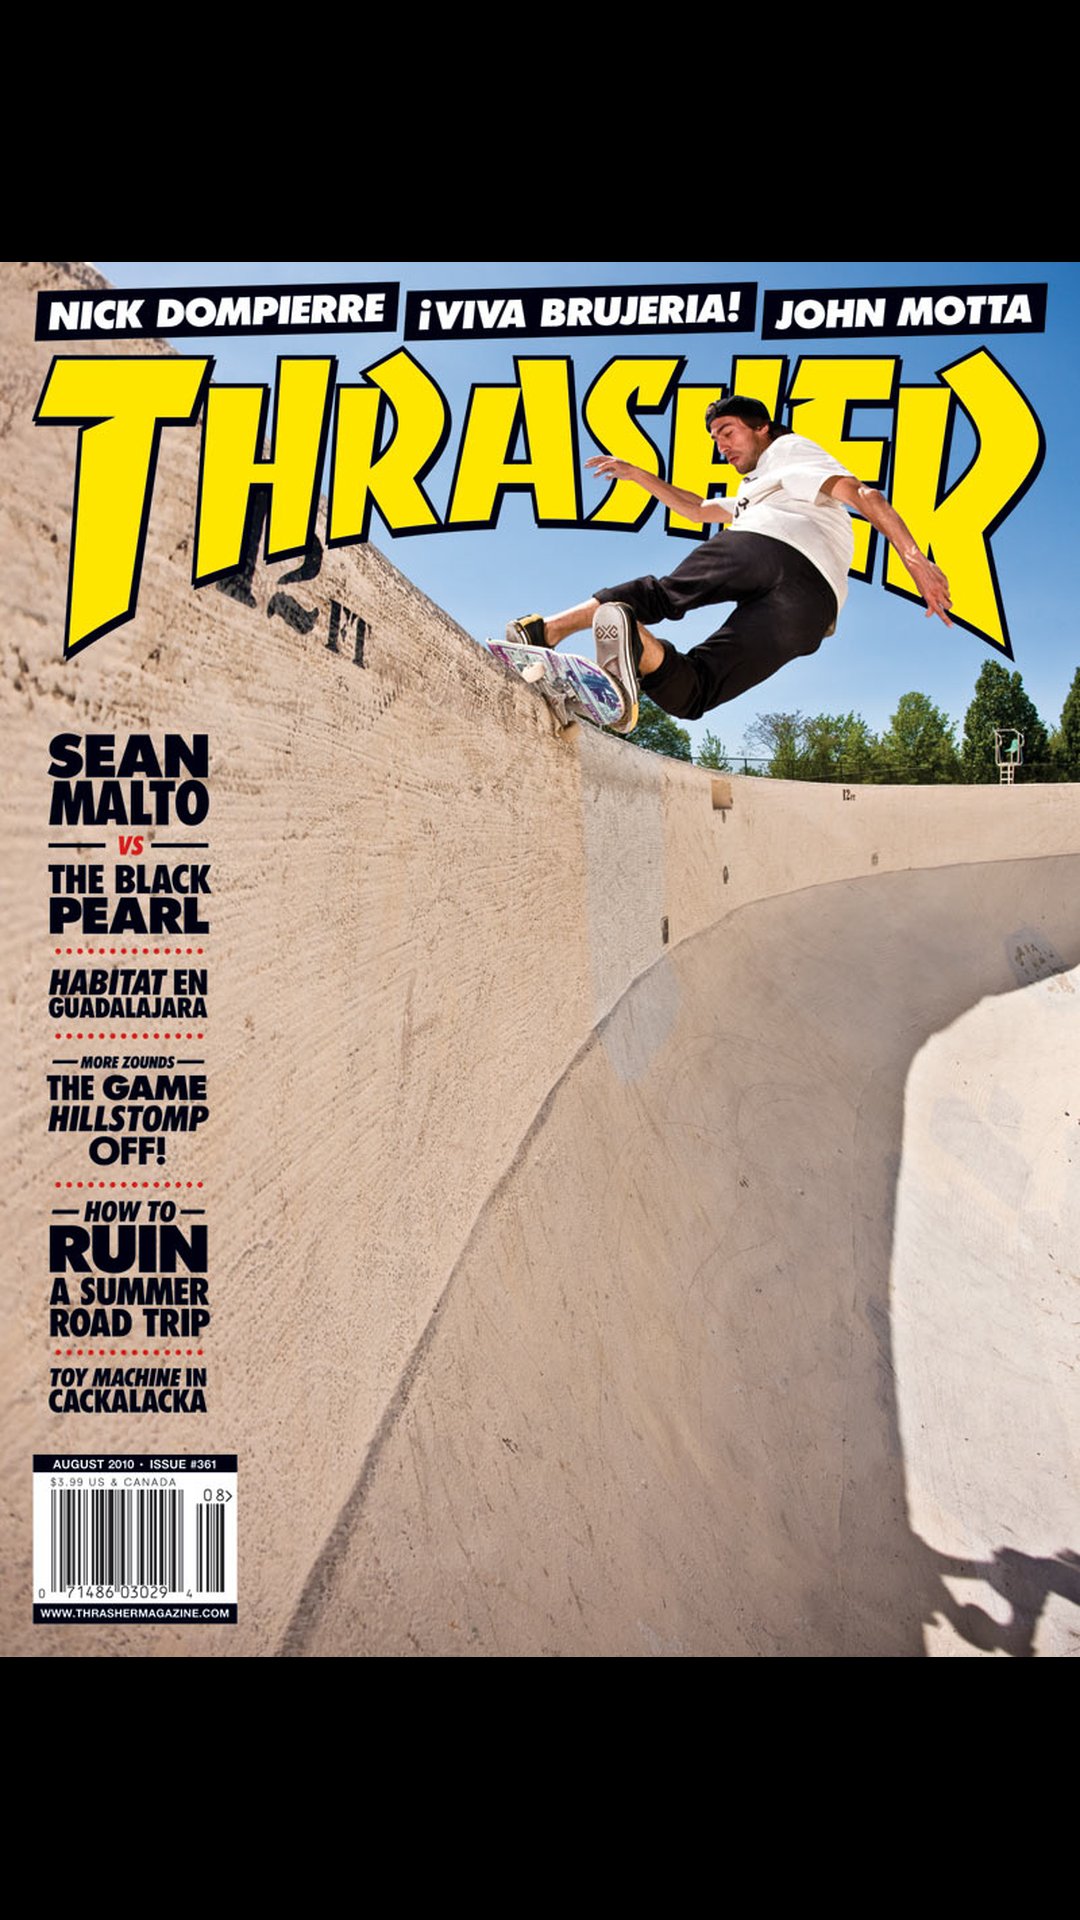 NICK DOMPIERRE ¡VIVA BRUJERIA! JOHN MOTTA
THRASHER
12 FT
SEAN
MALTO
VS
THE BLACK
PEARL
12 FT
HABITAT EN
GUADALAJARA
MORE ZOUNDS
THE GAME
HILLSTOMP
OFF!
HOW TO
RUIN
A SUMMER
ROAD TRIP
TOY MACHINE IN
CACKALACKA
AUGUST 2010 • ISSUE #361
$3.99 US & CANADA
08>
0 71486 03029 4
WWW.THRASHERMAGAZINE.COM